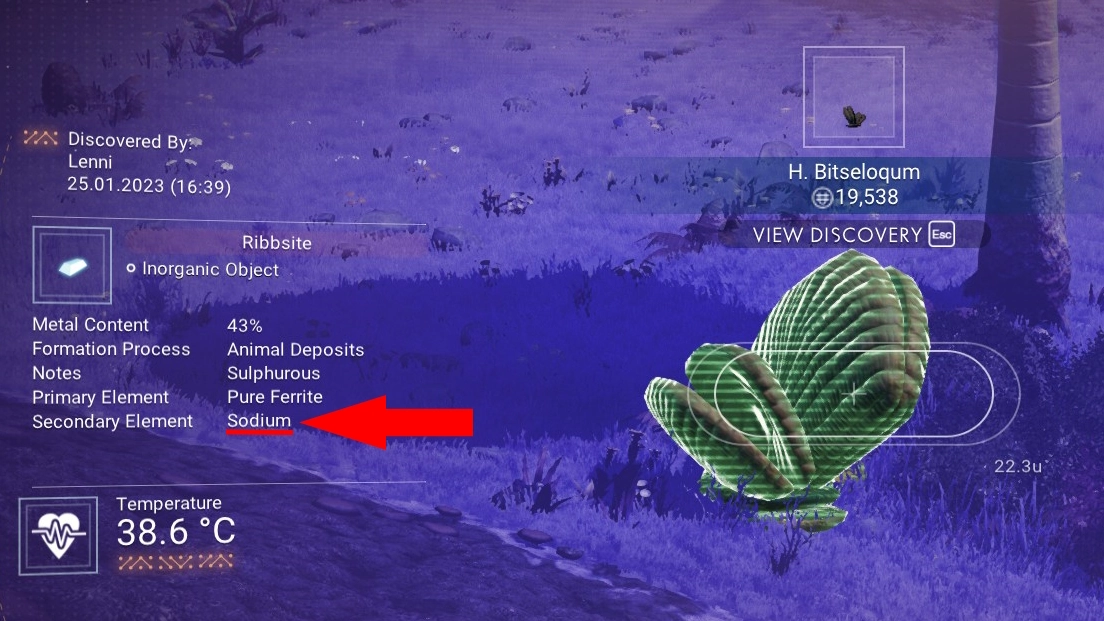 Discovered By:
Lenni
25.01.2023 (16:39)
Ribbsite
Inorganic Object
Metal Content 43%
Formation Process Animal Deposits
Notes Sulphurous
Primary Element Pure Ferrite
Secondary Element Sodium
Temperature
38.6 °C
H. Bitseloqum
19,538
VIEW DISCOVERY Esc
22.3u